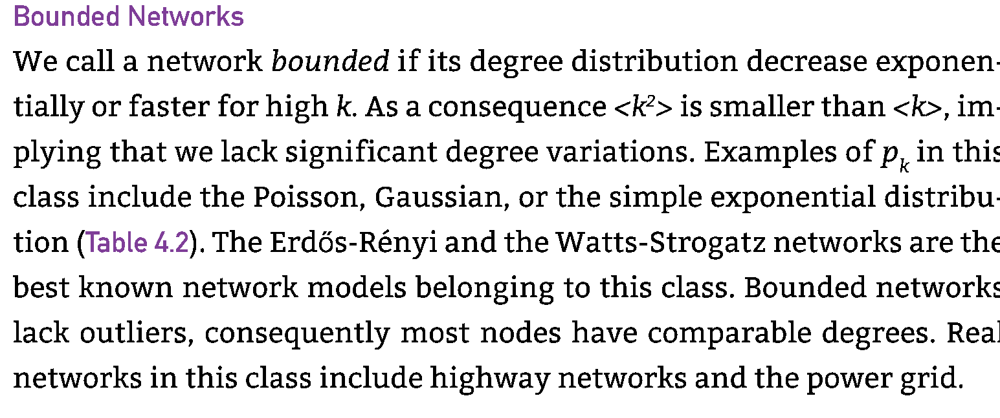 Bounded Networks
We call a network bounded if its degree distribution decrease exponen-
tially or faster for high k. As a consequence <k²> is smaller than <k>, im-
plying that we lack significant degree variations. Examples of pₖ in this
class include the Poisson, Gaussian, or the simple exponential distribu-
tion (Table 4.2). The Erdős-Rényi and the Watts-Strogatz networks are the
best known network models belonging to this class. Bounded networks
lack outliers, consequently most nodes have comparable degrees. Real
networks in this class include highway networks and the power grid.